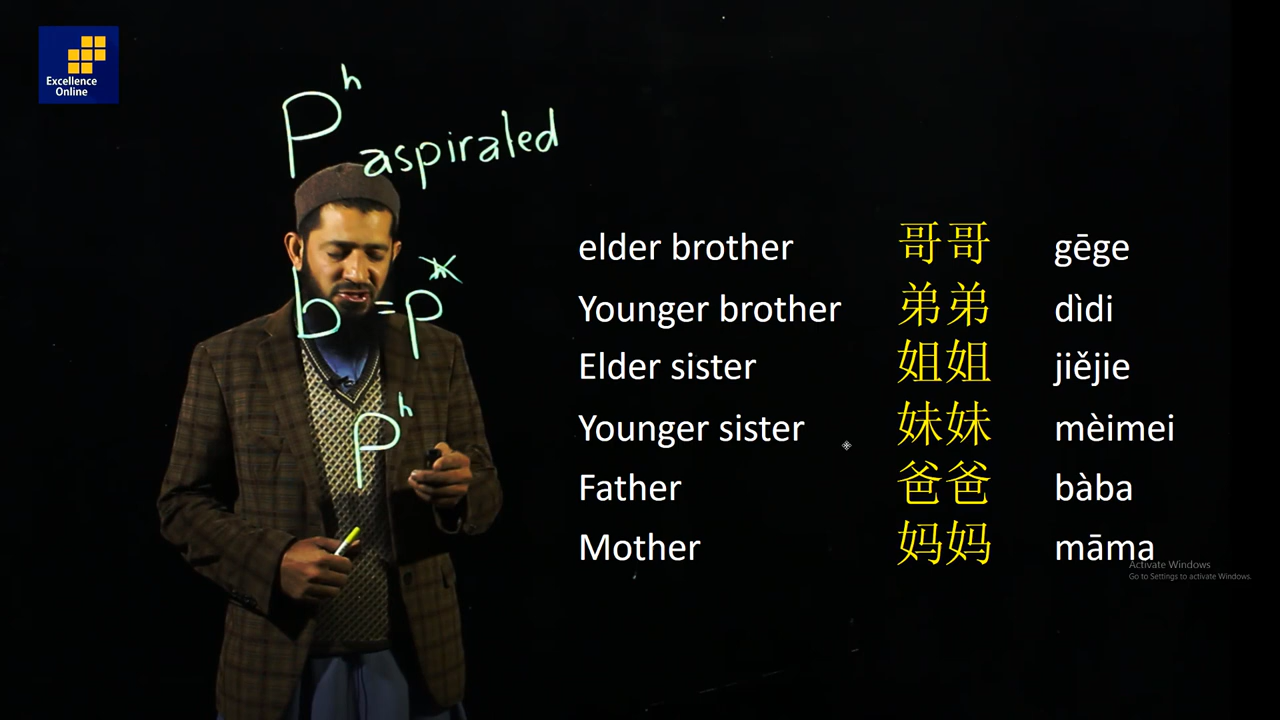 Excellence
Online
Pʰ
aspiraled
b = p
pʰ
elder brother 哥哥 gēge
Younger brother 弟弟 dìdi
Elder sister 姐姐 jiějie
Younger sister 妹妹 mèimei
Father 爸爸 bàba
Mother 妈妈 māma
Activate Windows
Go to Settings to activate Windows.